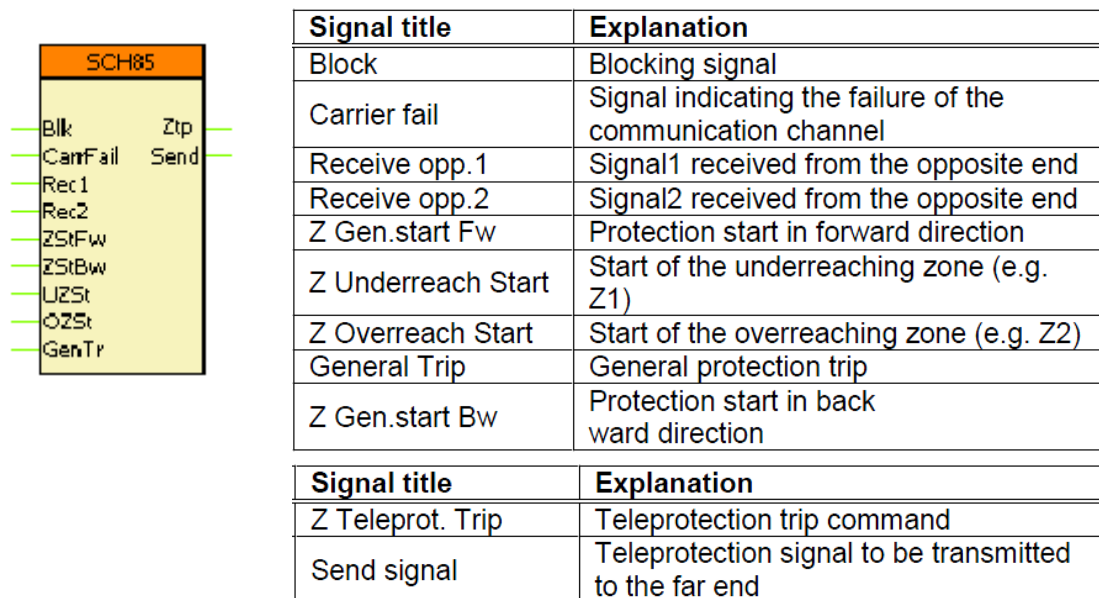 SCH85
Blk Ztp
CarrFail Send
Rec1
Rec2
ZStFw
ZStBw
UZSt
OZSt
GenTr
Signal title Explanation
Block Blocking signal
Carrier fail Signal indicating the failure of the
communication channel
Receive opp.1 Signal1 received from the opposite end
Receive opp.2 Signal2 received from the opposite end
Z Gen.start Fw Protection start in forward direction
Z Underreach Start Start of the underreaching zone (e.g.
Z1)
Z Overreach Start Start of the overreaching zone (e.g. Z2)
General Trip General protection trip
Z Gen.start Bw Protection start in back
ward direction
Signal title Explanation
Z Teleprot. Trip Teleprotection trip command
Send signal Teleprotection signal to be transmitted
to the far end